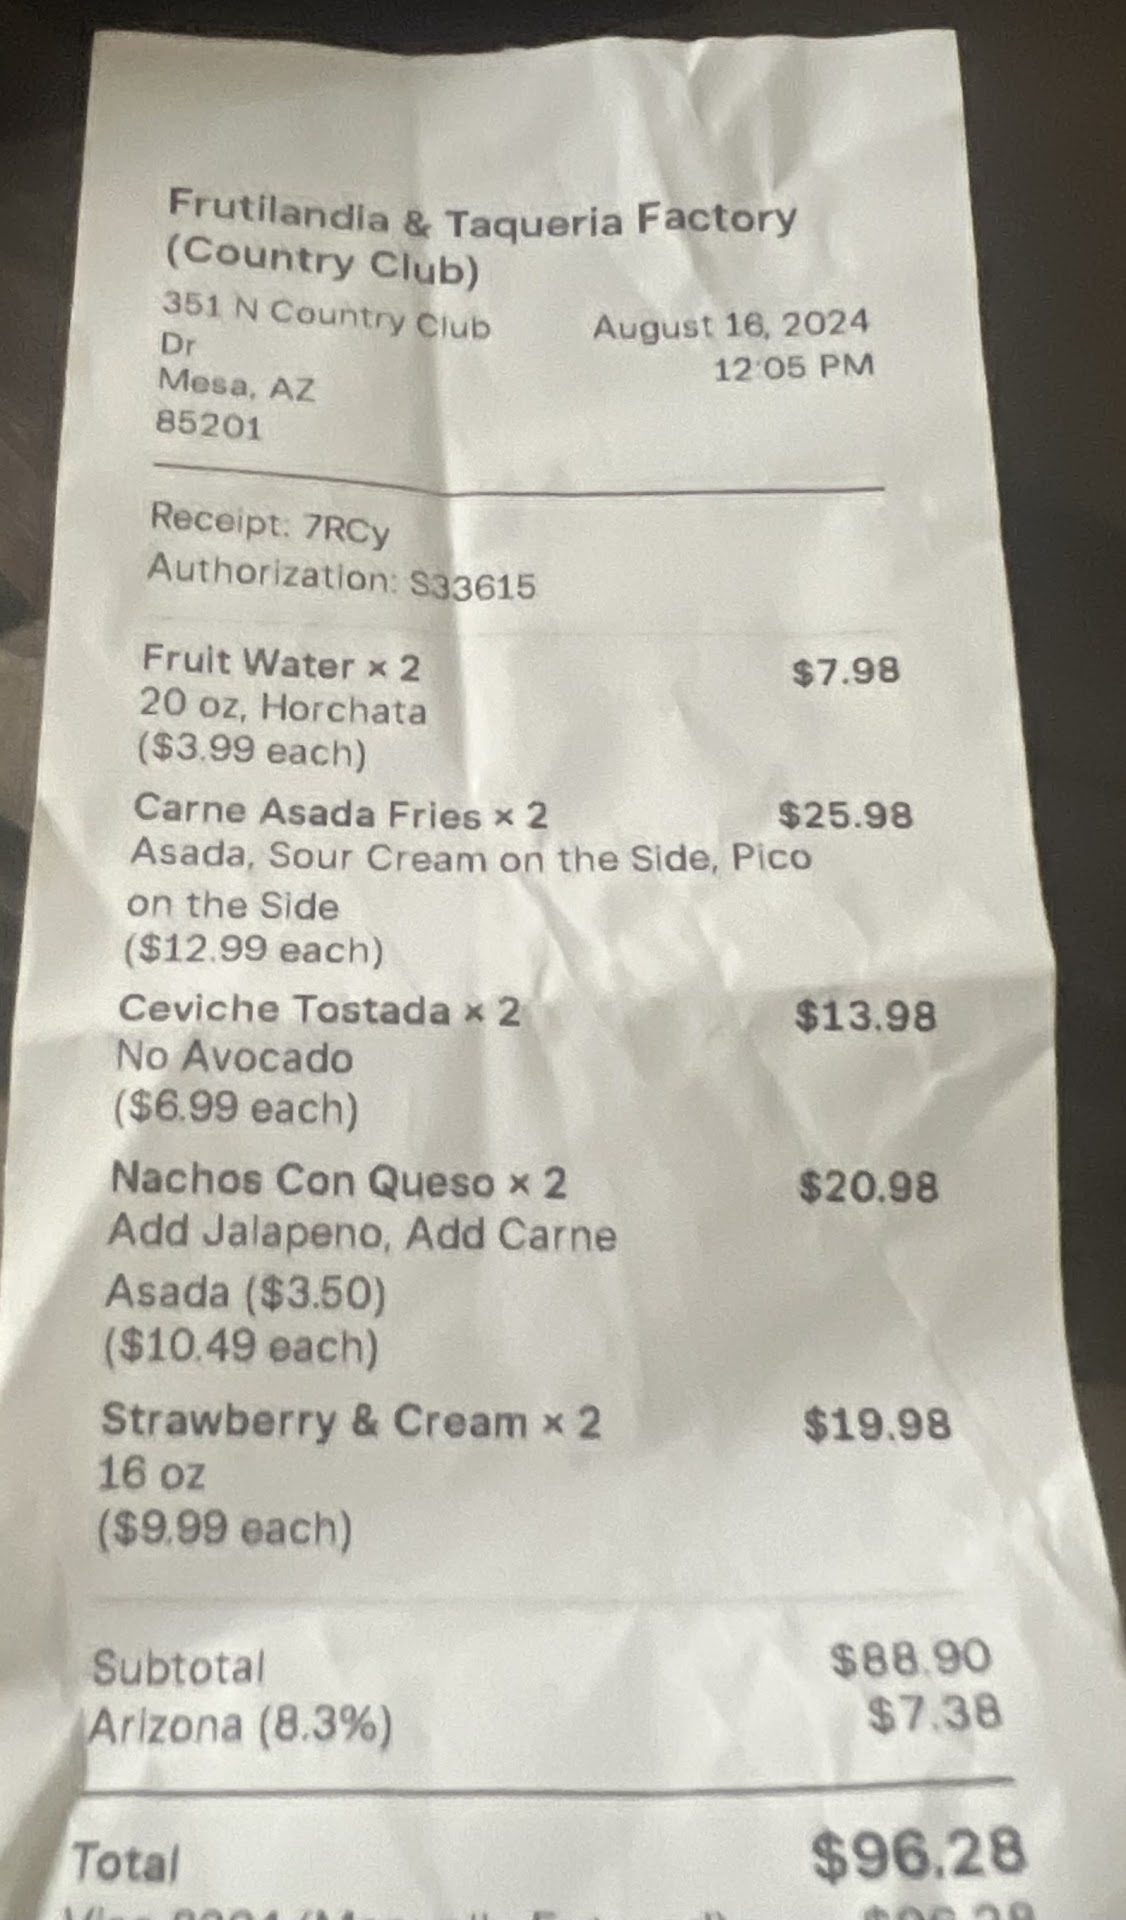 Frutilandia & Taqueria Factory
(Country Club)
351 N Country Club
Dr
Mesa, AZ
85201
August 16, 2024
12:05 PM
Receipt: 7RCy
Authorization: S33615
Fruit Water × 2 $7.98
20 oz, Horchata
($3.99 each)
Carne Asada Fries × 2 $25.98
Asada, Sour Cream on the Side, Pico
on the Side
($12.99 each)
Ceviche Tostada × 2 $13.98
No Avocado
($6.99 each)
Nachos Con Queso × 2 $20.98
Add Jalapeno, Add Carne
Asada ($3.50)
($10.49 each)
Strawberry & Cream × 2 $19.98
16 oz
($9.99 each)
Subtotal $88.90
Arizona (8.3%) $7.38
Total $96.28